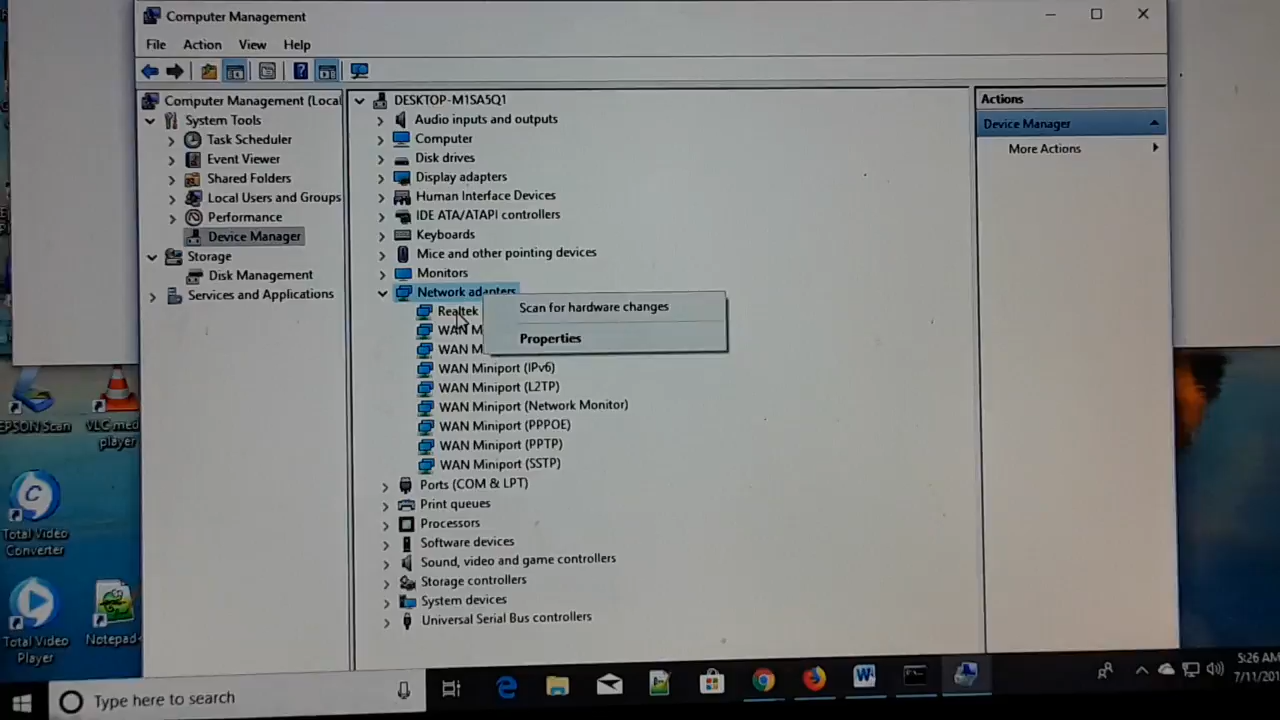 Computer Management
File Action View Help
Computer Management (Local
System Tools
Task Scheduler
Event Viewer
Shared Folders
Local Users and Groups
Performance
Device Manager
Storage
Disk Management
Services and Applications
DESKTOP-M1SA5Q1
Audio inputs and outputs
Computer
Disk drives
Display adapters
Human Interface Devices
IDE ATA/ATAPI controllers
Keyboards
Mice and other pointing devices
Monitors
Network adapters
Realtek
WAN M
WAN M
WAN Miniport (IPv6)
WAN Miniport (L2TP)
WAN Miniport (Network Monitor)
WAN Miniport (PPPOE)
WAN Miniport (PPTP)
WAN Miniport (SSTP)
Ports (COM & LPT)
Print queues
Processors
Software devices
Sound, video and game controllers
Storage controllers
System devices
Universal Serial Bus controllers
Scan for hardware changes
Properties
Actions
Device Manager
More Actions
EPSON Scan
VLC med
player
Total Video
Converter
Total Video
Player
Notepad+
Type here to search
5:26 AM
7/11/201